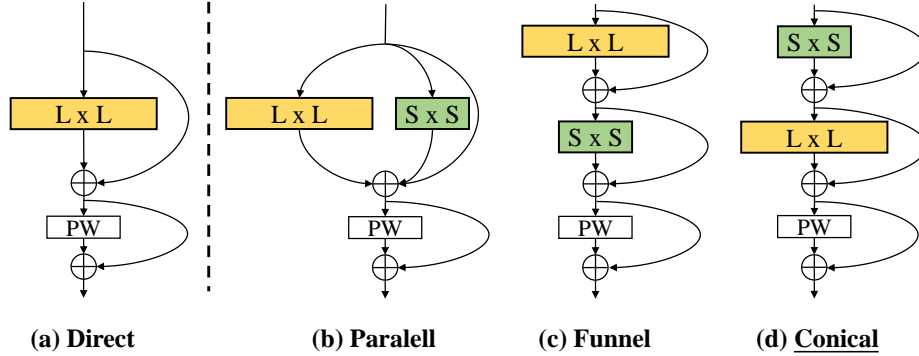 L x L
PW
(a) Direct
L x L
S x S
PW
(b) Paralell
L x L
S x S
PW
(c) Funnel
S x S
L x L
PW
(d) Conical